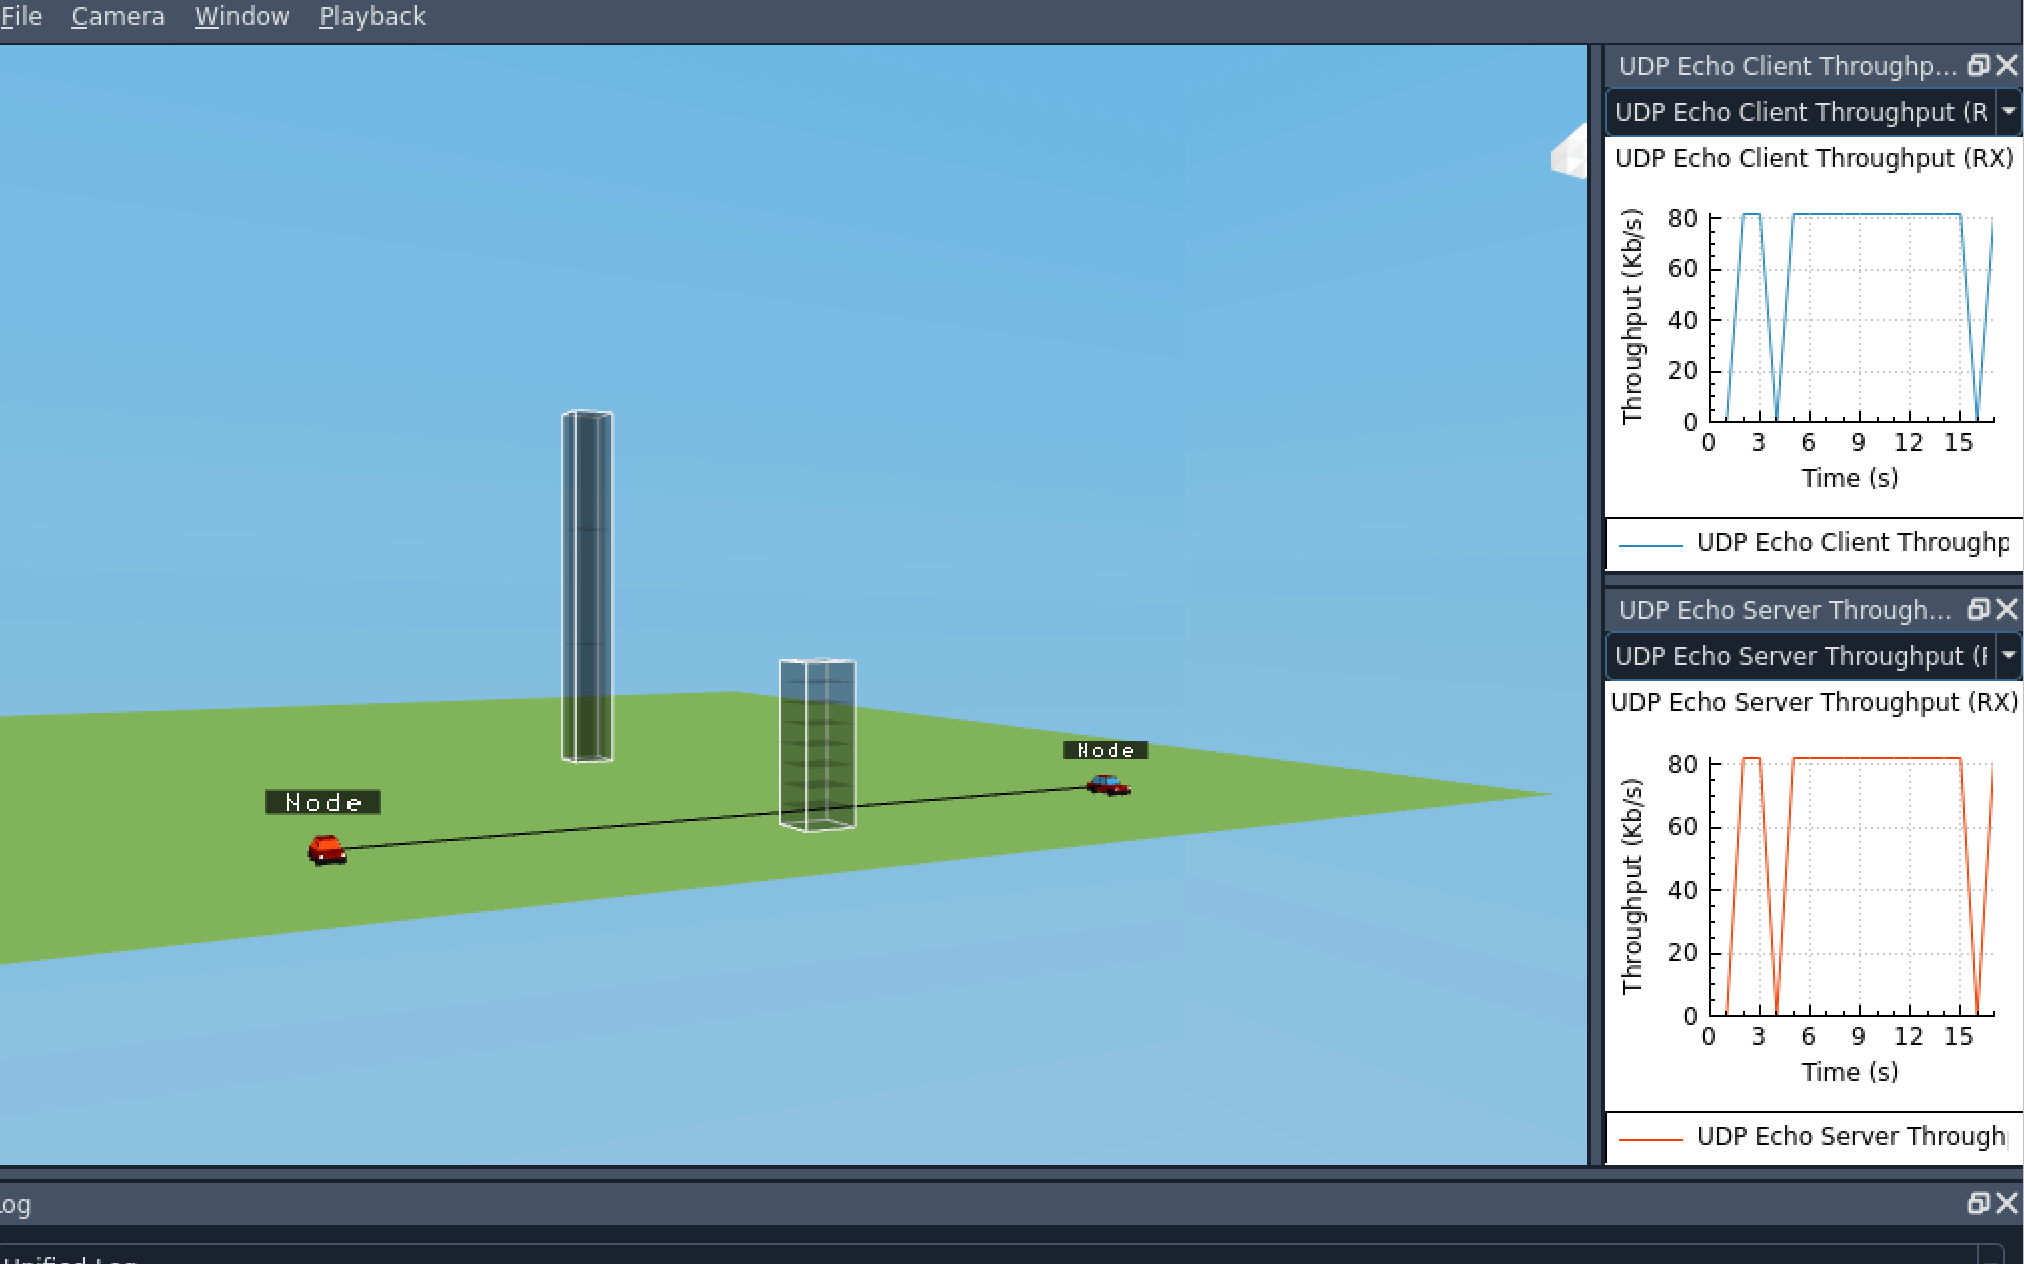 File Camera Window Playback
UDP Echo Client Throughp...
UDP Echo Client Throughput (R
UDP Echo Client Throughput (RX)
Throughput (Kb/s)
80
60
40
20
0
0 3 6 9 12 15
Time (s)
UDP Echo Client Throughp
UDP Echo Server Through...
UDP Echo Server Throughput (
UDP Echo Server Throughput (RX)
Throughput (Kb/s)
80
60
40
20
0
0 3 6 9 12 15
Time (s)
UDP Echo Server Through
Node
Node
Log
Unified Log